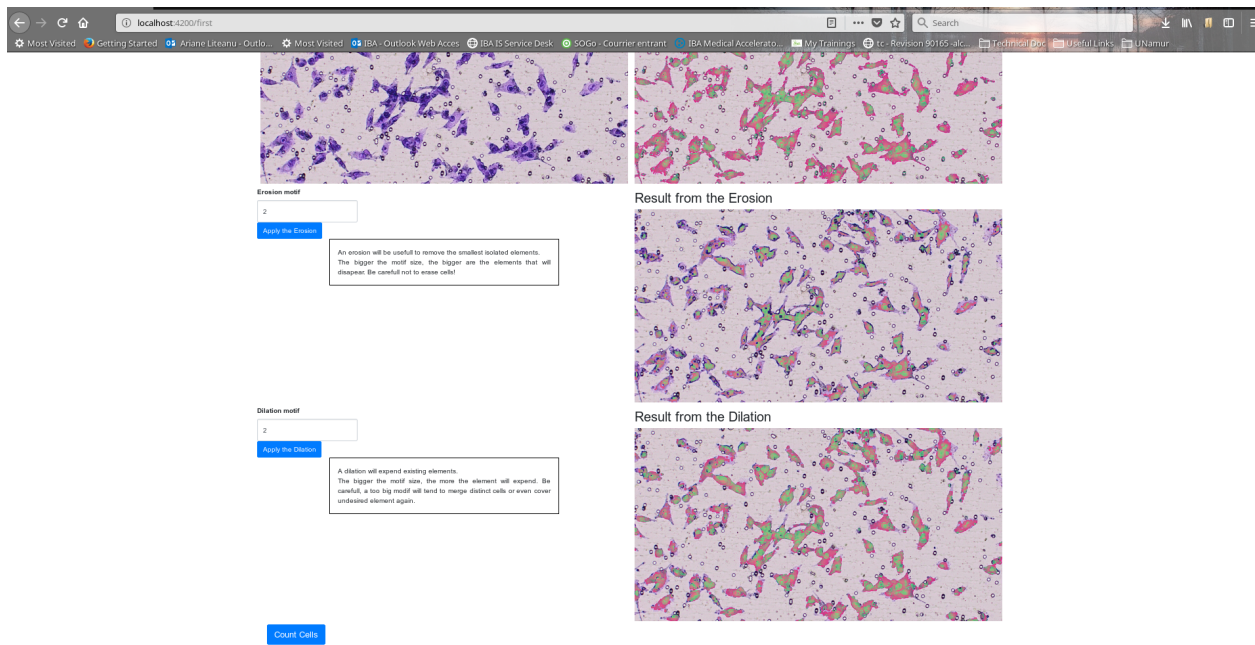 localhost:4200/first
Search
Most Visited Getting Started Ariane Liteanu - Outlo... Most Visited IBA - Outlook Web Acces IBA IS Service Desk SOGo - Courrier entrant IBA Medical Accelerato... My Trainings tc - Revision 90165 -alc... Technical Doc Useful Links UNamur
Erosion motif
2
Apply the Erosion
An erosion will be usefull to remove the smallest isolated elements.
The bigger the motif size, the bigger are the elements that will
disapear. Be carefull not to erase cells!
Result from the Erosion
Dilation motif
2
Apply the Dilation
A dilation will expend existing elements.
The bigger the motif size, the more the element will expend. Be
carefull, a too big modif will tend to merge distinct cells or even cover
undesired element again.
Result from the Dilation
Count Cells